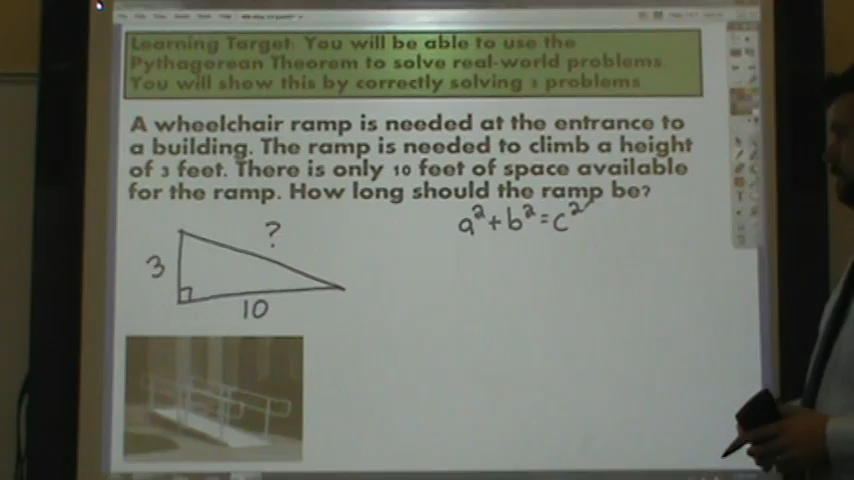 Learning Target: You will be able to use the
Pythagorean Theorem to solve real-world problems
You will show this by correctly solving 3 problems
A wheelchair ramp is needed at the entrance to
a building. The ramp is needed to climb a height
of 3 feet. There is only 10 feet of space available
for the ramp. How long should the ramp be?
a²+b²=c²
?
3
10